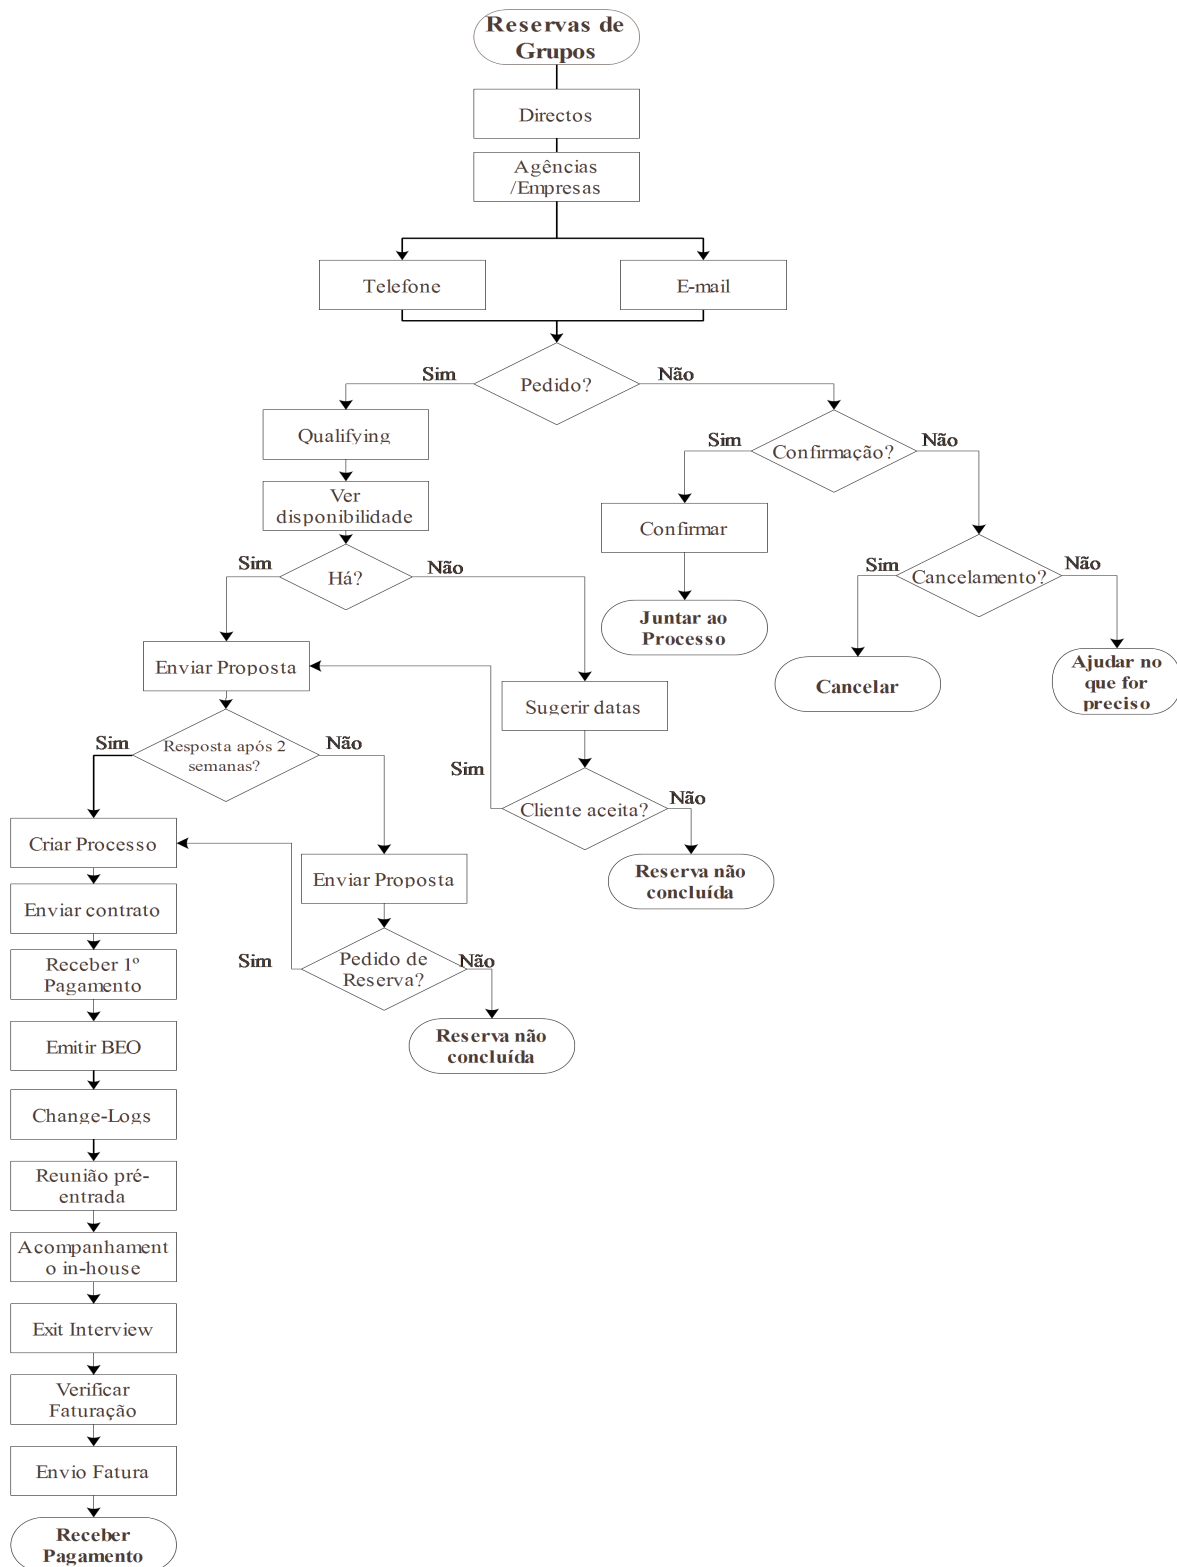 Reservas de
Grupos
Directos
Agências
/Empresas
Telefone
E-mail
Pedido?
Sim
Não
Qualifying
Confirmação?
Sim
Não
Ver
disponibilidade
Confirmar
Há?
Sim
Não
Cancelamento?
Sim
Não
Juntar ao
Processo
Enviar Proposta
Sugerir datas
Cancelar
Ajudar no
que for
preciso
Resposta após 2
semanas?
Sim
Não
Cliente aceita?
Sim
Não
Criar Processo
Enviar Proposta
Reserva não
concluída
Enviar contrato
Pedido de
Reserva?
Sim
Não
Receber 1º
Pagamento
Reserva não
concluída
Emitir BEO
Change-Logs
Reunião pré-
entrada
Acompanhament
o in-house
Exit Interview
Verificar
Faturação
Envio Fatura
Receber
Pagamento